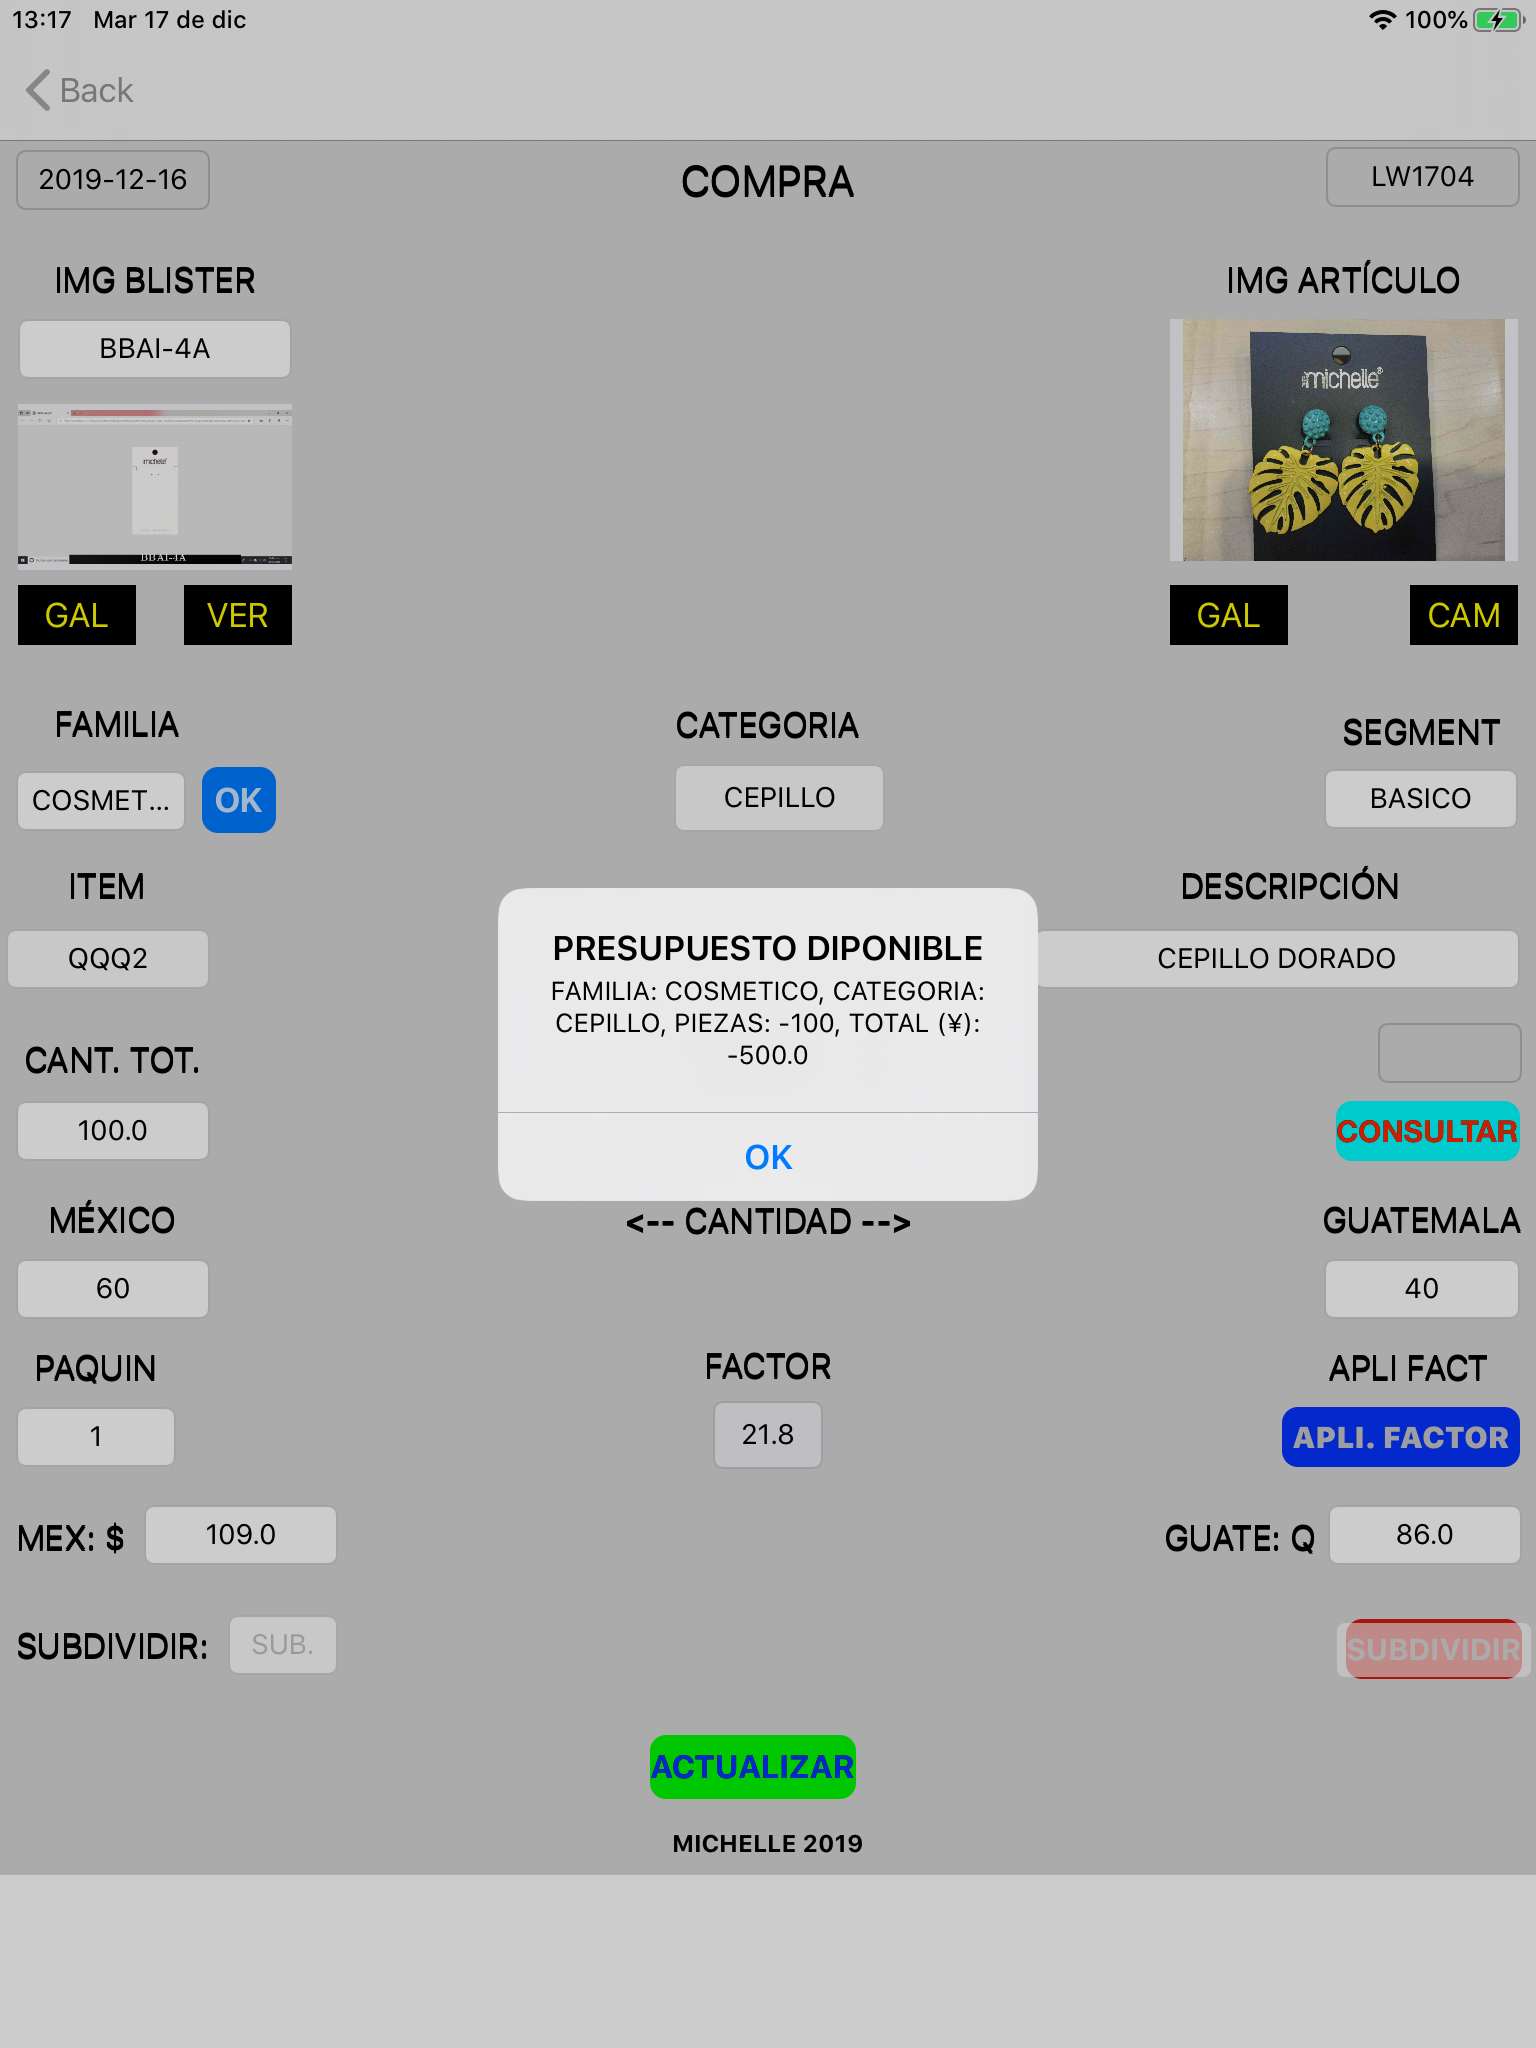 13:17 Mar 17 de dic 100%
Back
2019-12-16
COMPRA
LW1704
IMG BLISTER
IMG ARTÍCULO
BBAI-4A
michelle®
michelle
BBAI-4A
GAL
VER
GAL
CAM
FAMILIA
CATEGORIA
SEGMENT
COSMET...
OK
CEPILLO
BASICO
ITEM
DESCRIPCIÓN
QQQ2
CEPILLO DORADO
PRESUPUESTO DIPONIBLE
FAMILIA: COSMETICO, CATEGORIA:
CEPILLO, PIEZAS: -100, TOTAL (¥):
-500.0
OK
CANT. TOT.
100.0
CONSULTAR
MÉXICO
<-- CANTIDAD -->
GUATEMALA
60
40
PAQUIN
FACTOR
APLI FACT
1
21.8
APLI. FACTOR
MEX: $
109.0
GUATE: Q
86.0
SUBDIVIDIR:
SUB.
SUBDIVIDIR
ACTUALIZAR
MICHELLE 2019